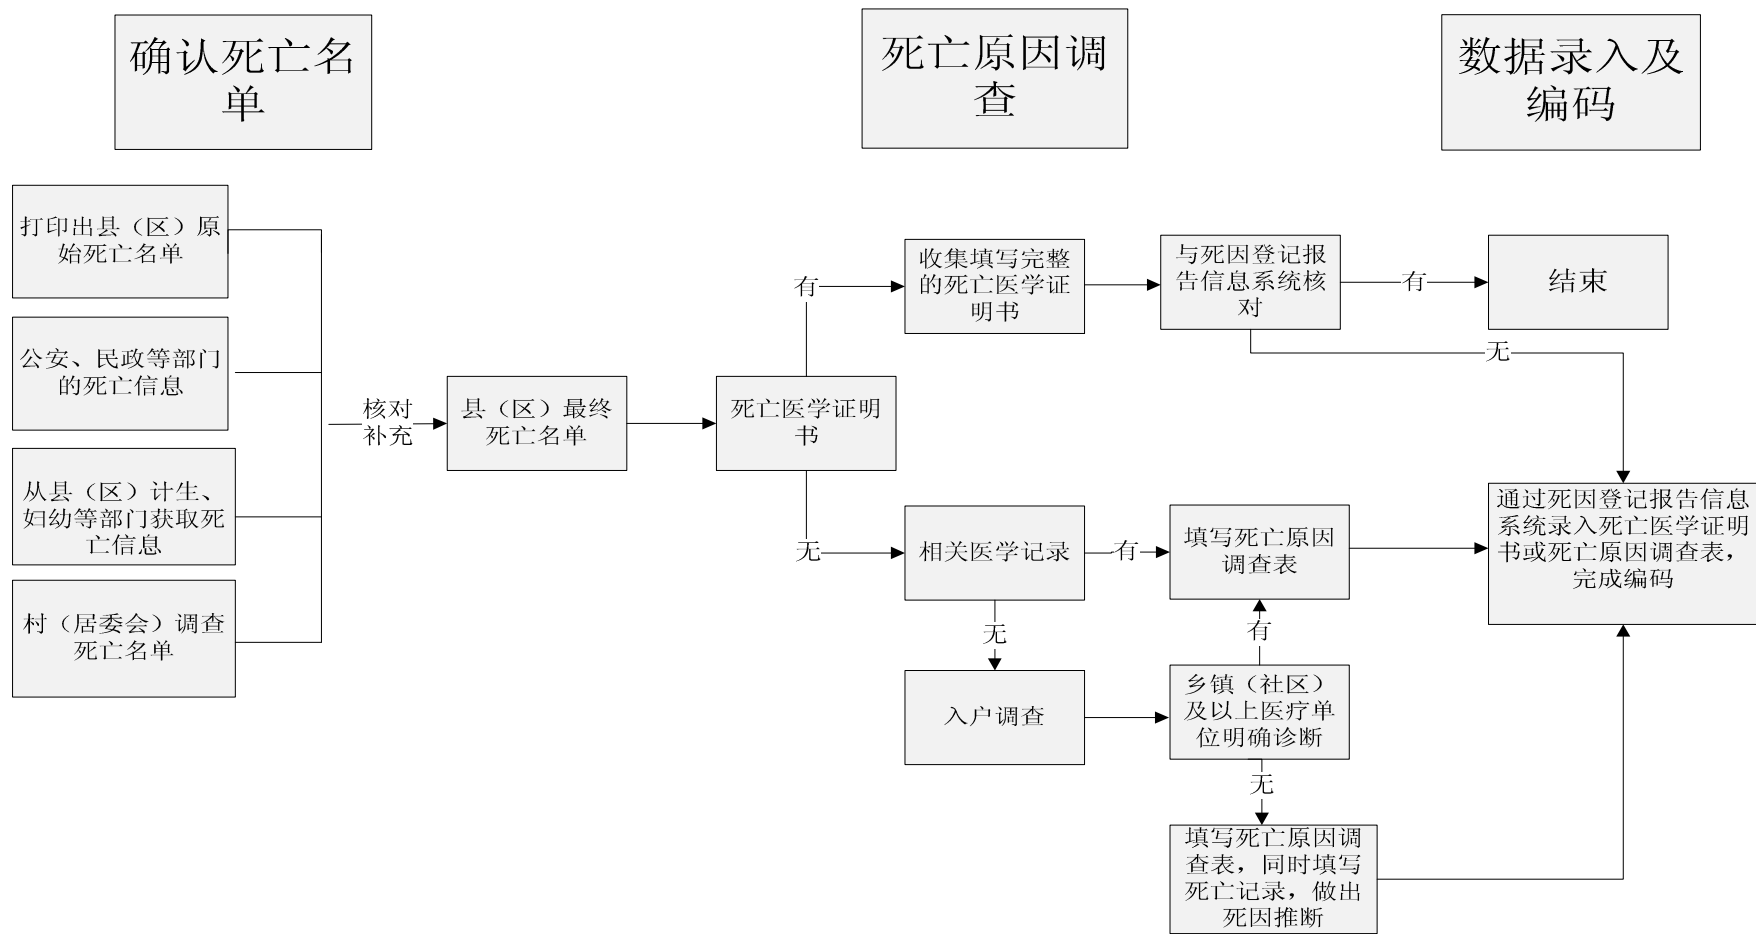 确认死亡名
单
死亡原因调
查
数据录入及
编码
打印出县（区）原
始死亡名单
公安、民政等部门
的死亡信息
从县（区）计生、
妇幼等部门获取死
亡信息
村（居委会）调查
死亡名单
核对
补充
县（区）最终
死亡名单
死亡医学证明
书
有
收集填写完整
的死亡医学证
明书
与死因登记报
告信息系统核
对
有
结束
无
无
相关医学记录
有
填写死亡原因
调查表
通过死因登记报告信息
系统录入死亡医学证明
书或死亡原因调查表，
完成编码
无
入户调查
有
乡镇（社区）
及以上医疗单
位明确诊断
无
填写死亡原因调
查表，同时填写
死亡记录，做出
死因推断